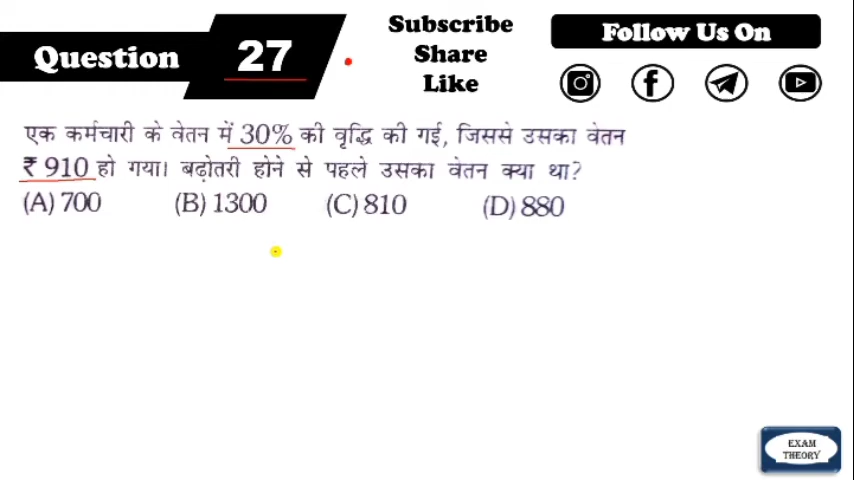 Question
27
Subscribe
Share
Like
Follow Us On
एक कर्मचारी के वेतन में 30% की वृद्धि की गई, जिससे उसका वेतन
₹ 910 हो गया। बढ़ोतरी होने से पहले उसका वेतन क्या था?
(A) 700 (B) 1300 (C) 810 (D) 880
EXAM
THEORY